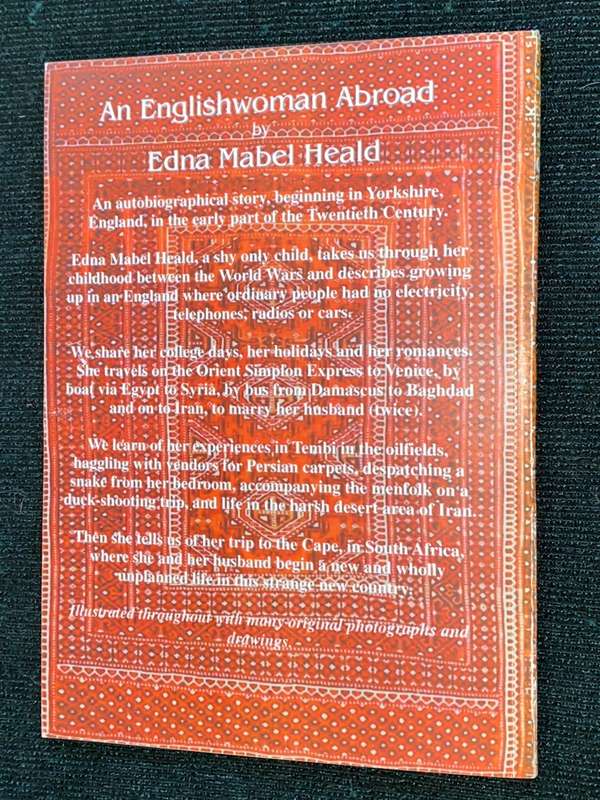 An Englishwoman Abroad
by
Edna Mabel Heald
An autobiographical story, beginning in Yorkshire,
England, in the early part of the Twentieth Century.
Edna Mabel Heald, a shy only child, takes us through her
childhood between the World Wars and describes growing
up in an England where ordinary people had no electricity,
telephones, radios or cars.
We share her college days, her holidays and her romances.
She travels on the Orient Simplon Express to Venice, by
boat via Egypt to Syria, by bus from Damascus to Baghdad
and on to Iran, to marry her husband (twice).
We learn of her experiences in Tembi in the oilfields,
haggling with vendors for Persian carpets, despatching a
snake from her bedroom, accompanying the menfolk on a
duck-shooting trip, and life in the harsh desert area of Iran.
Then she tells us of her trip to the Cape, in South Africa,
where she and her husband begin a new and wholly
unplanned life in this strange new country.
Illustrated throughout with many original photographs and
drawings.